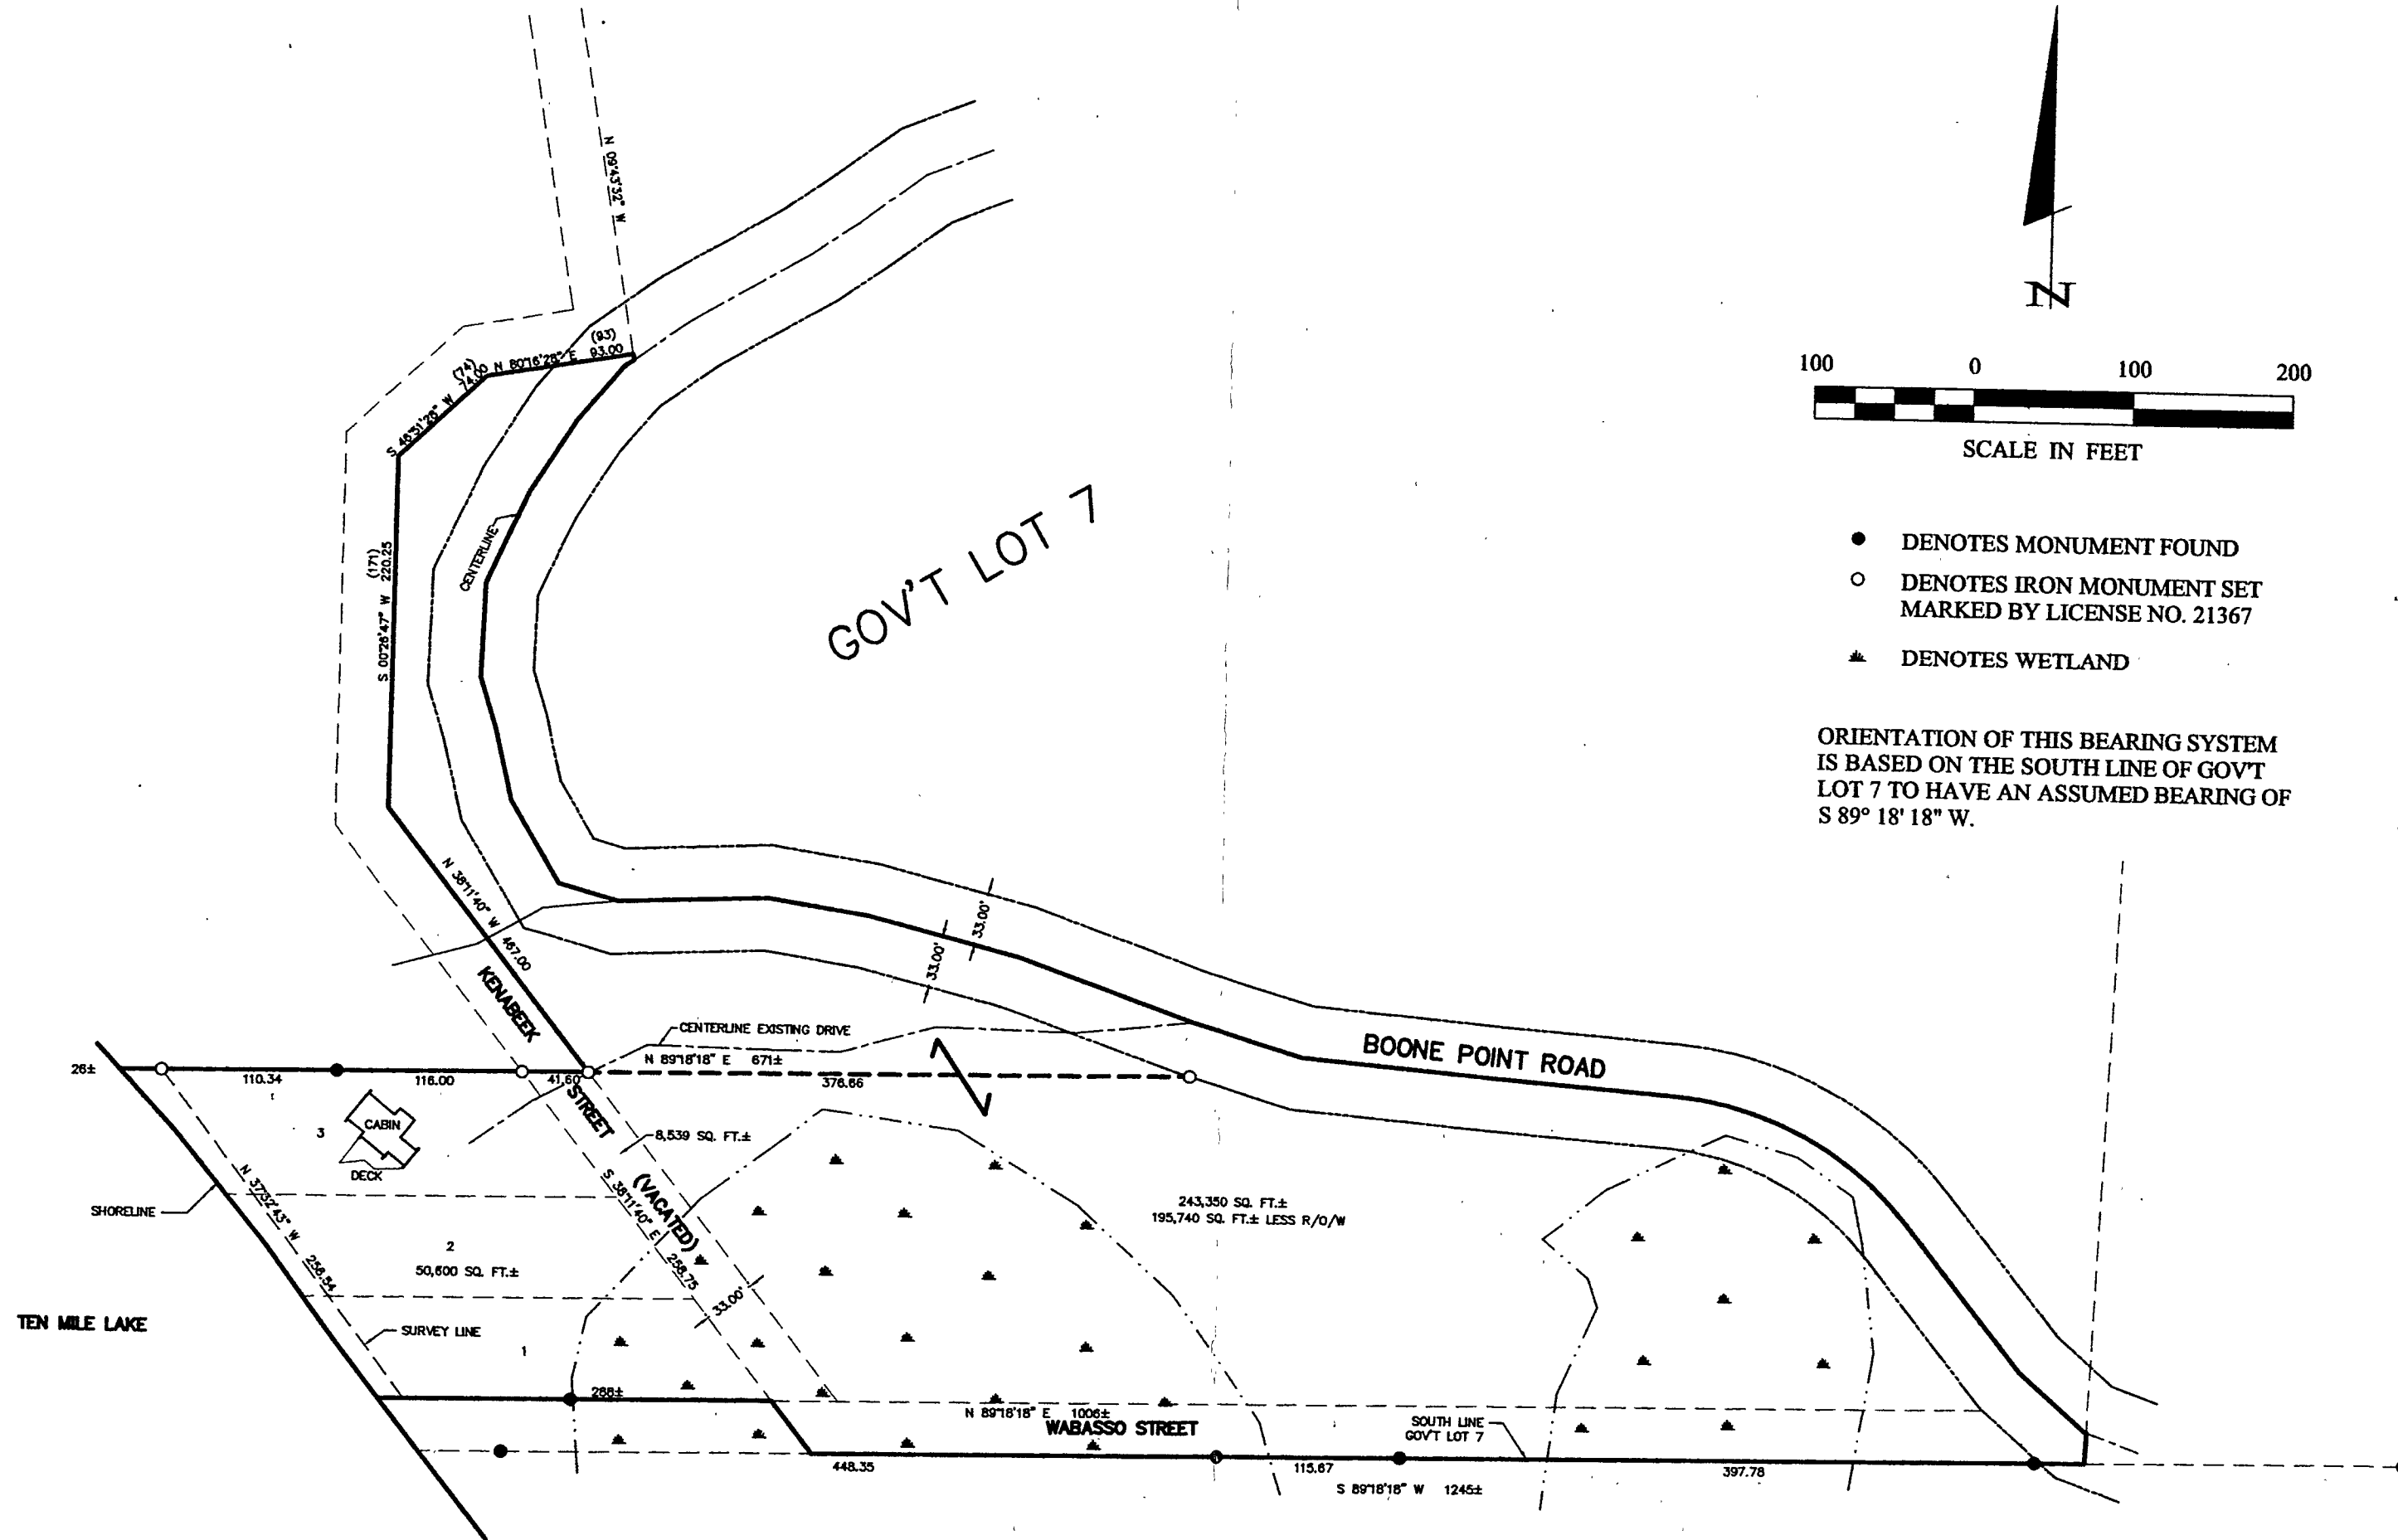 N 09°43'32" W
N
100 0 100 200
SCALE IN FEET
(93)
N 80°16'28" E 93.00
(74)
74.00
S 46°51'28" W
(171)
S 00°26'47" W 220.25
CENTERLINE
GOV'T LOT 7
DENOTES MONUMENT FOUND
DENOTES IRON MONUMENT SET
MARKED BY LICENSE NO. 21367
DENOTES WETLAND
ORIENTATION OF THIS BEARING SYSTEM
IS BASED ON THE SOUTH LINE OF GOVT
LOT 7 TO HAVE AN ASSUMED BEARING OF
S 89° 18' 18" W.
N 38°11'40" W 467.00
33.00'
33.00'
KENABEEK
STREET
(VACATED)
CENTERLINE EXISTING DRIVE
N 89°18'18" E 671±
BOONE POINT ROAD
26±
110.34
116.00
41.60
376.66
CABIN
DECK
3
8,539 SQ. FT.±
N 37°32'43" W 256.54
S 38°11'40" E 258.75
SHORELINE
243,350 SQ. FT.±
195,740 SQ. FT.± LESS R/O/W
2
50,600 SQ. FT.±
33.00'
TEN MILE LAKE
SURVEY LINE
1
288±
N 89°18'18" E 1006±
WABASSO STREET
SOUTH LINE
GOV'T LOT 7
448.35
115.67
397.78
S 89°18'18" W 1245±